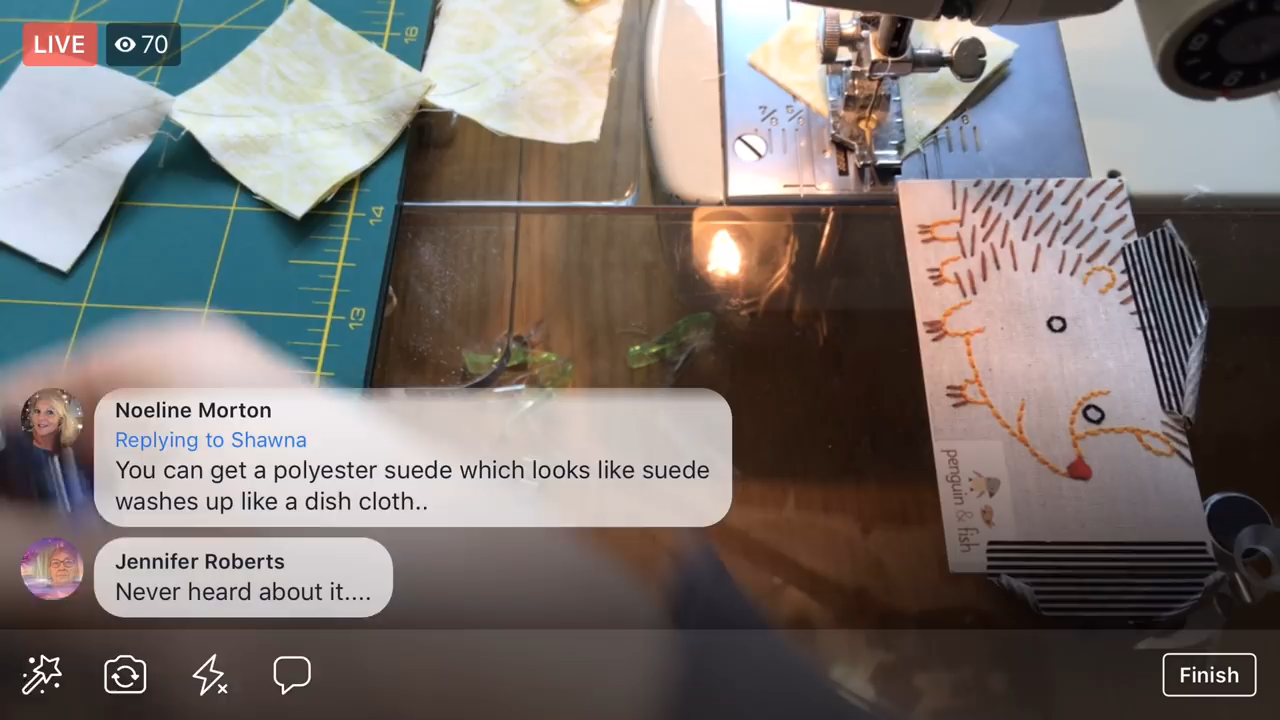 LIVE
70
16
14
13
Noeline Morton
Replying to Shawna
You can get a polyester suede which looks like suede
washes up like a dish cloth..
Jennifer Roberts
Never heard about it....
penguin & fish
Finish